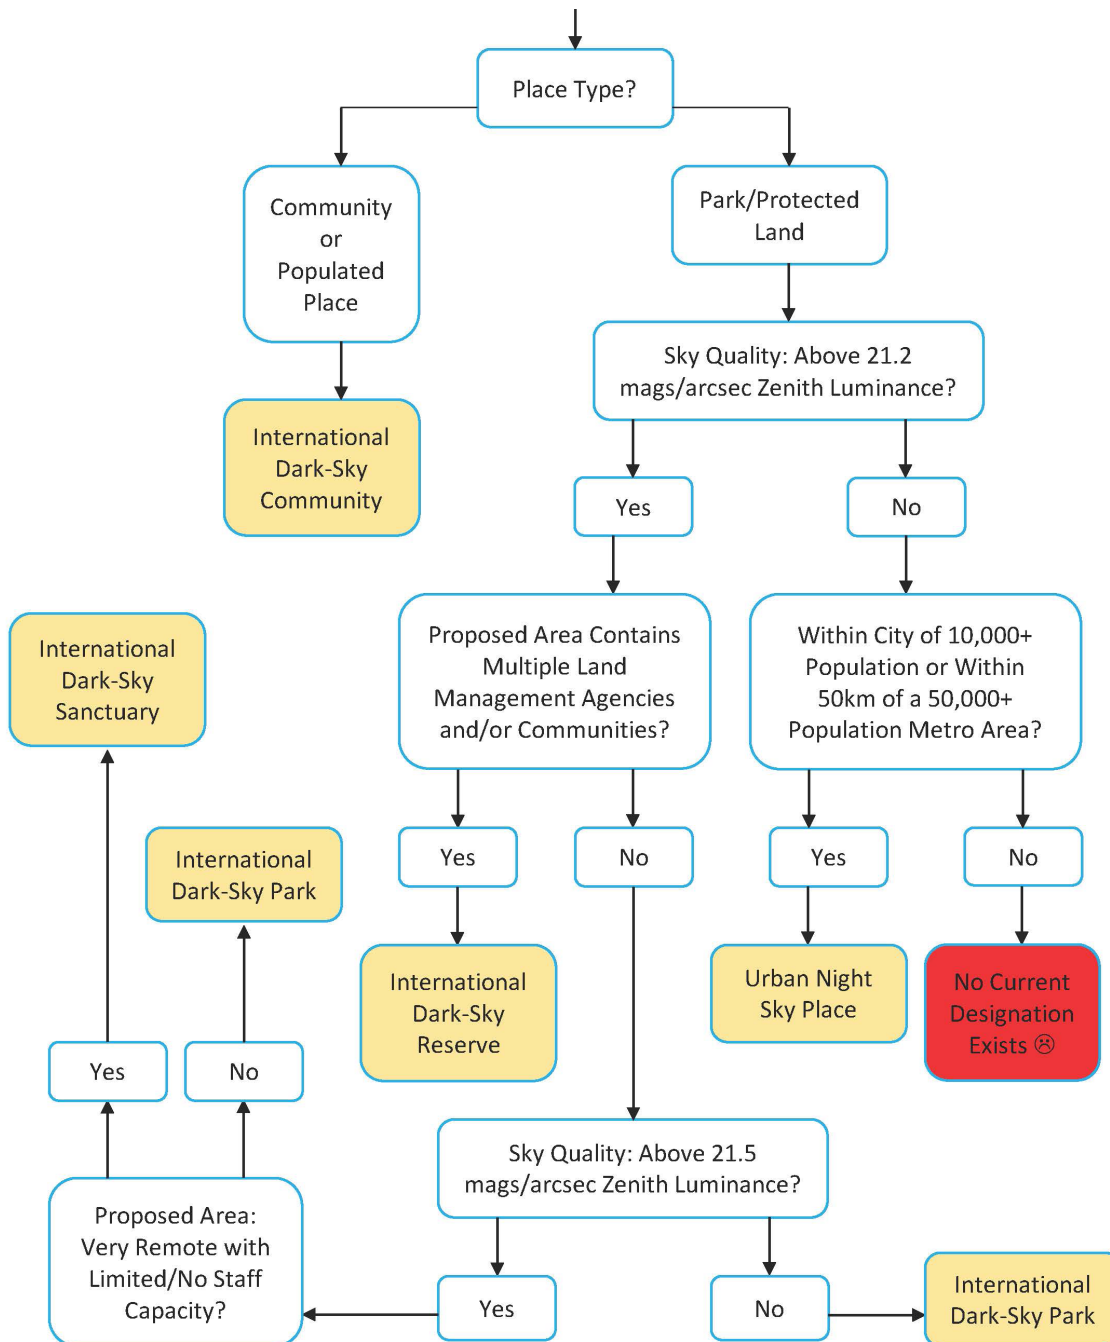 Place Type?
Community
or
Populated
Place
Park/Protected
Land
International
Dark-Sky
Community
Sky Quality: Above 21.2
mags/arcsec Zenith Luminance?
Yes
No
Proposed Area Contains
Multiple Land
Management Agencies
and/or Communities?
Within City of 10,000+
Population or Within
50km of a 50,000+
Population Metro Area?
International
Dark-Sky
Sanctuary
International
Dark-Sky Park
Yes
No
Yes
No
International
Dark-Sky
Reserve
Urban Night
Sky Place
No Current
Designation
Exists ☹
Yes
No
Sky Quality: Above 21.5
mags/arcsec Zenith Luminance?
Proposed Area:
Very Remote with
Limited/No Staff
Capacity?
Yes
No
International
Dark-Sky Park